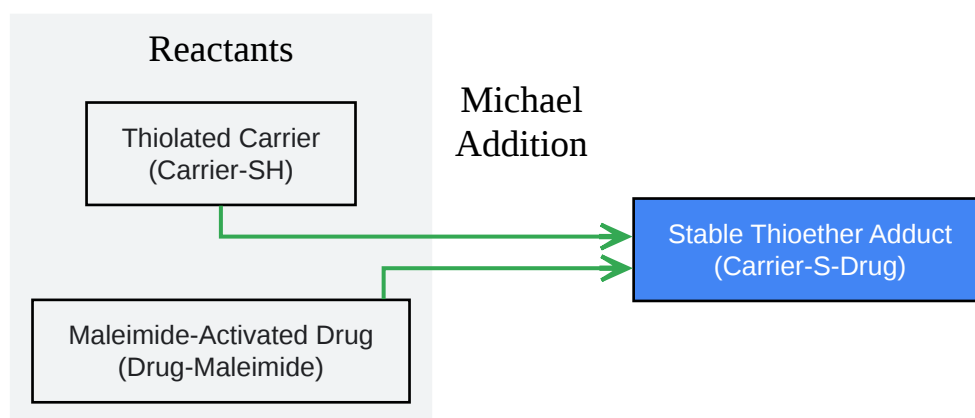 Reactants
Thiolated Carrier
(Carrier-SH)
Michael
Addition
Stable Thioether Adduct
(Carrier-S-Drug)
Maleimide-Activated Drug
(Drug-Maleimide)